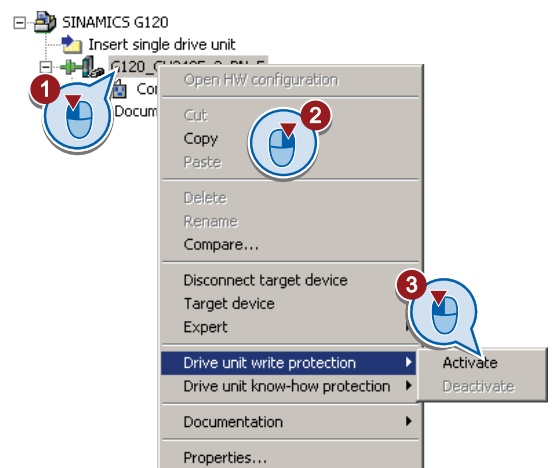 SINAMICS G120
Insert single drive unit
1
Open HW configuration
Cut
2
Docum
Copy
Paste
Delete
Rename
Compare...
Disconnect target device
3
Target device
Expert
Drive unit write protection
Activate
Drive unit know-how protection
Deactivate
Documentation
Properties...